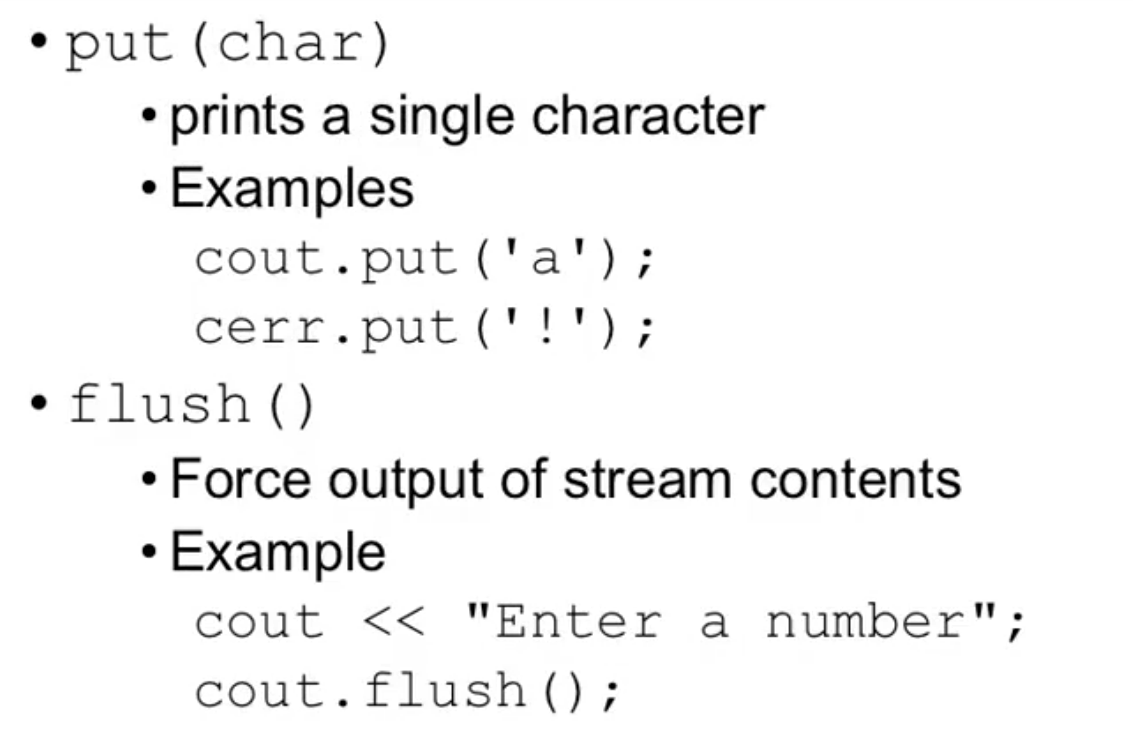 • put(char)
• prints a single character
• Examples
cout.put('a');
cerr.put('!');
• flush()
• Force output of stream contents
• Example
cout << "Enter a number";
cout.flush();